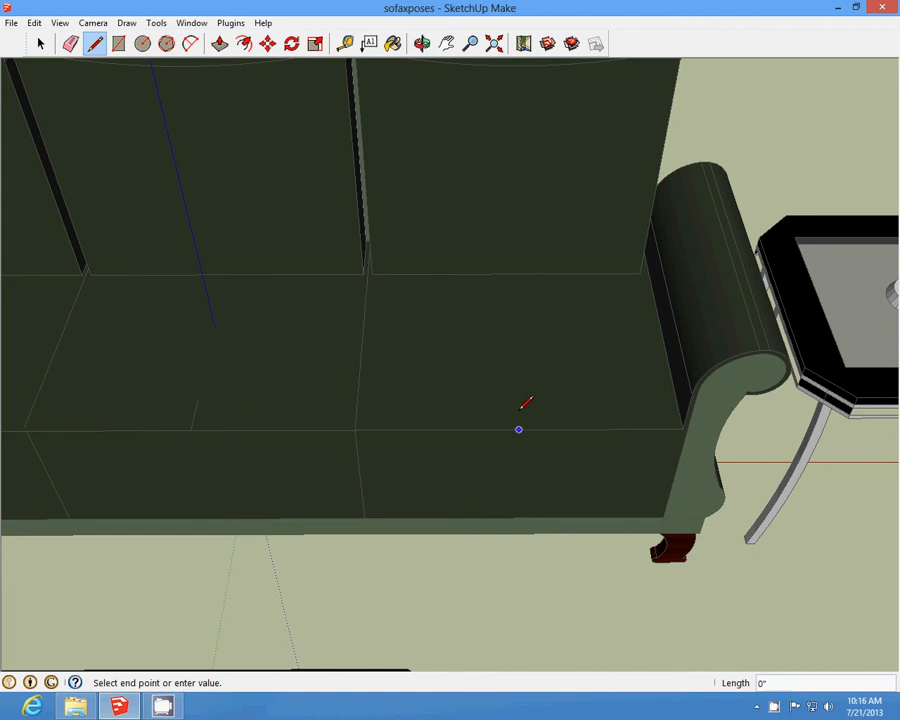 sofaxposes - SketchUp Make
File Edit View Camera Draw Tools Window Plugins Help
A1
Select end point or enter value.
Length 0"
10:16 AM
7/21/2013